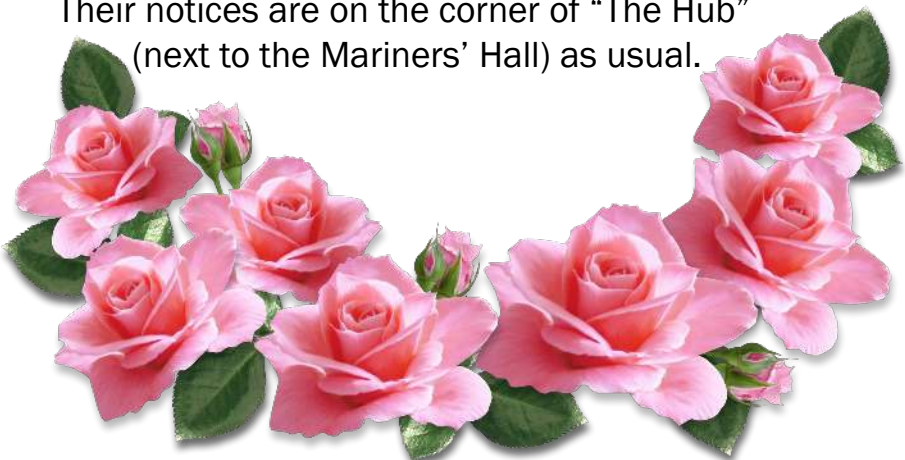 Their notices are on the corner of “The Hub”
(next to the Mariners’ Hall) as usual.